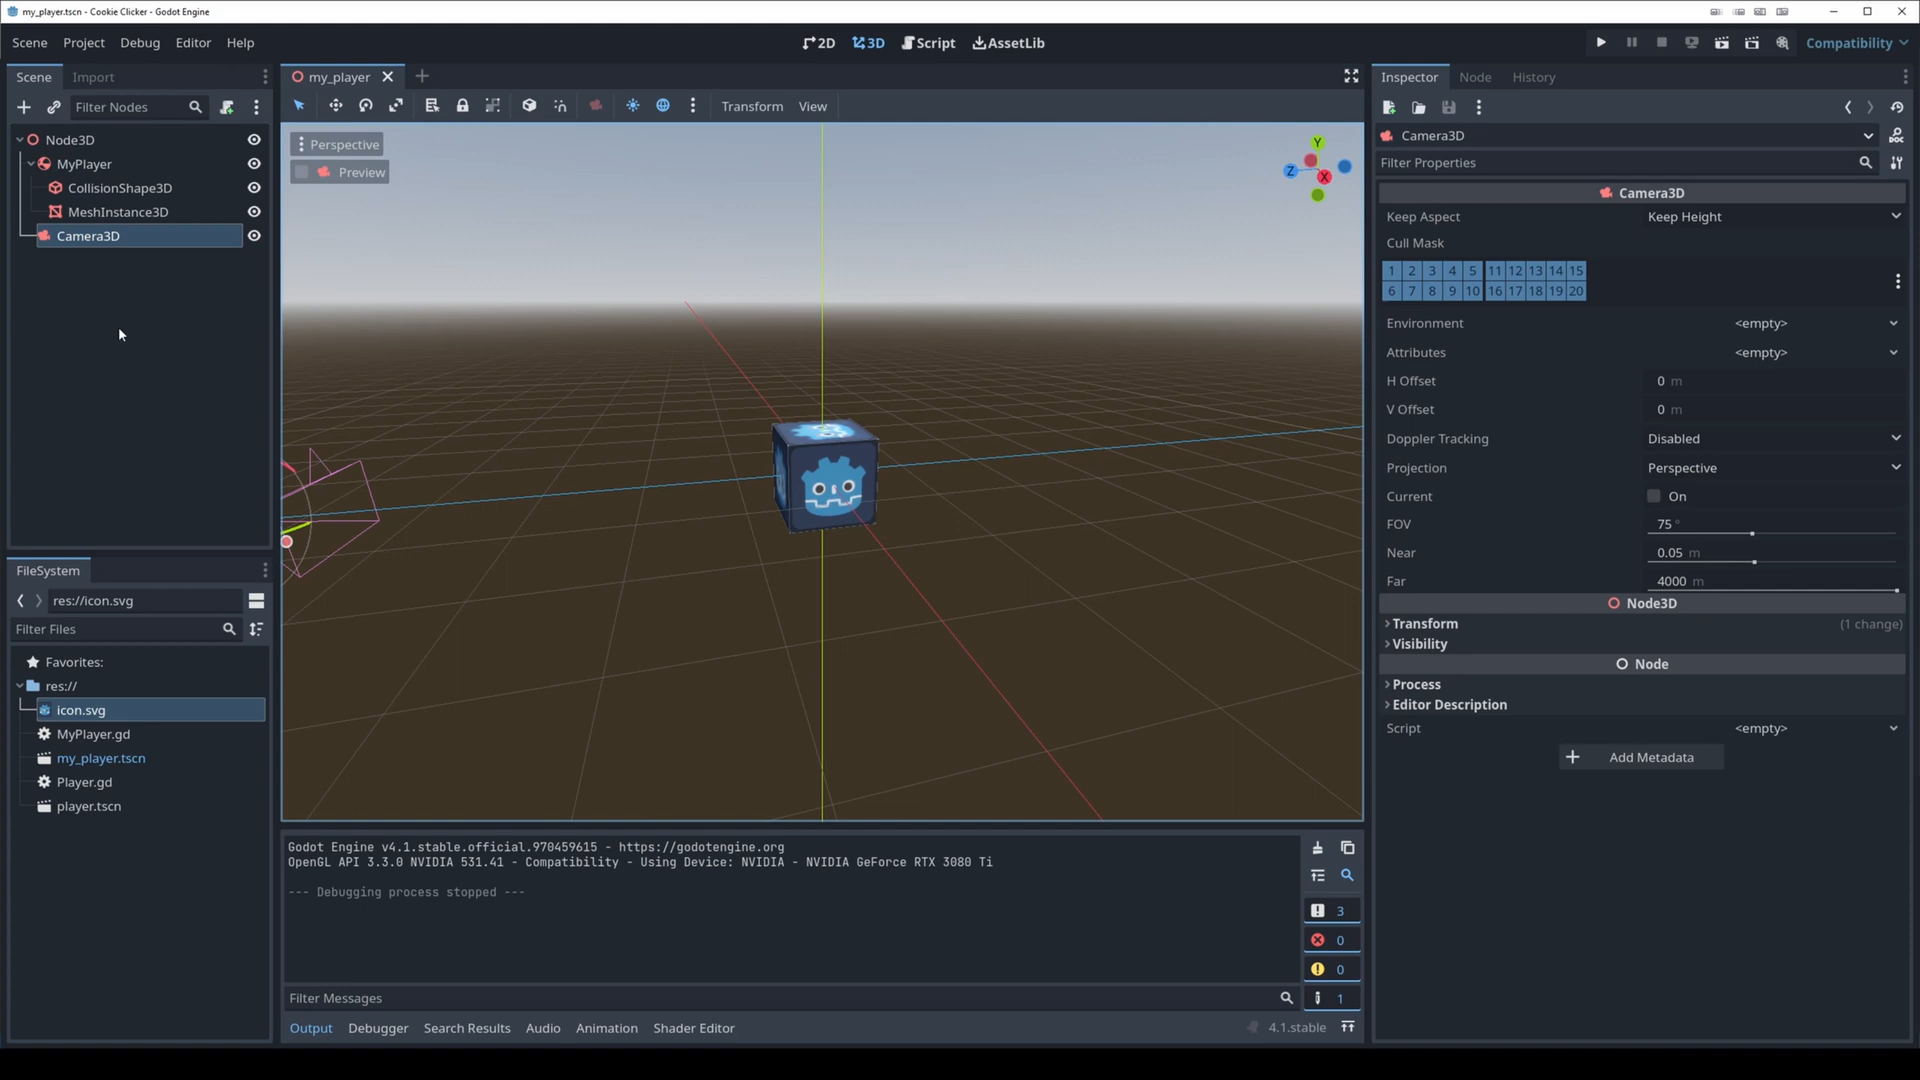 my_player.tscn - Cookie Clicker - Godot Engine
Scene Project Debug Editor Help
2D 3D Script AssetLib
Compatibility
Scene Import
my_player
Inspector Node History
Filter Nodes
Transform View
Node3D
MyPlayer
CollisionShape3D
MeshInstance3D
Camera3D
Perspective
Preview
Y
Z
X
Camera3D
Filter Properties
Camera3D
Keep Aspect Keep Height
Cull Mask
1 2 3 4 5 11 12 13 14 15
6 7 8 9 10 16 17 18 19 20
Environment <empty>
Attributes <empty>
H Offset 0 m
V Offset 0 m
Doppler Tracking Disabled
Projection Perspective
Current On
FOV 75 °
Near 0.05 m
Far 4000 m
Node3D
Transform (1 change)
Visibility
Node
Process
Editor Description
Script <empty>
Add Metadata
FileSystem
res://icon.svg
Filter Files
Favorites:
res://
icon.svg
MyPlayer.gd
my_player.tscn
Player.gd
player.tscn
Godot Engine v4.1.stable.official.970459615 - https://godotengine.org
OpenGL API 3.3.0 NVIDIA 531.41 - Compatibility - Using Device: NVIDIA - NVIDIA GeForce RTX 3080 Ti
--- Debugging process stopped ---
3
0
0
1
Filter Messages
Output Debugger Search Results Audio Animation Shader Editor
4.1.stable